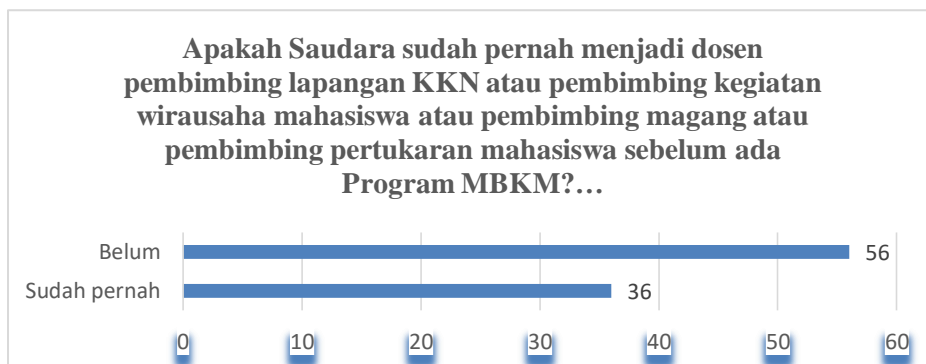 Apakah Saudara sudah pernah menjadi dosen
pembimbing lapangan KKN atau pembimbing kegiatan
wirausaha mahasiswa atau pembimbing magang atau
pembimbing pertukaran mahasiswa sebelum ada
Program MBKM?...
Belum 56
Sudah pernah 36
0 10 20 30 40 50 60